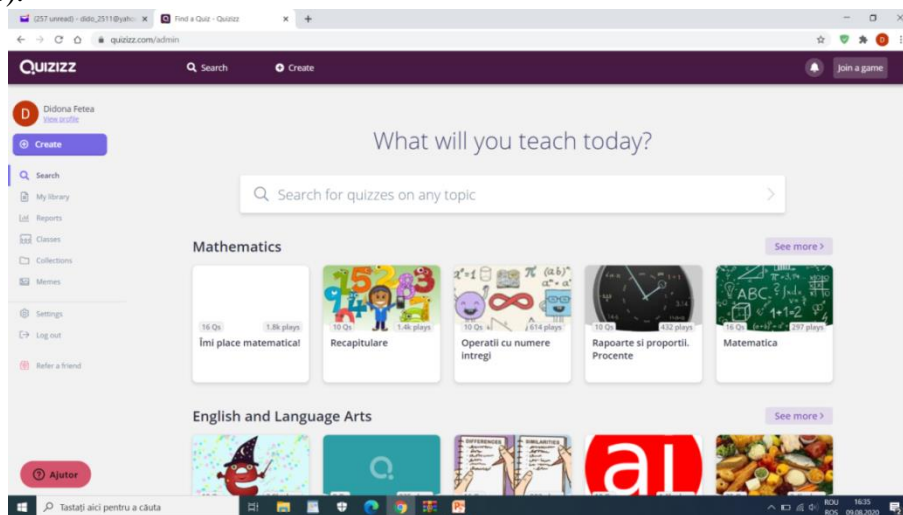 (257 unread) - dido_2511@yaho
Find a Quiz - Quizizz
quizizz.com/admin
QUIZIZZ
Search
Create
Join a game
D
Didona Fetea
View profile
Create
Search
My library
Reports
Classes
Collections
Memes
Settings
Log out
Refer a friend
Ajutor
What will you teach today?
Search for quizzes on any topic
Mathematics
See more >
16 Qs 1.8k plays
Îmi place matematica!
10 Qs 1.4k plays
Recapitulare
10 Qs 614 plays
Operatii cu numere
intregi
10 Qs 432 plays
Rapoarte si proportii.
Procente
16 Qs 297 plays
Matematica
English and Language Arts
See more >
DIFFERENCES
SIMILARITIES
ai
Tastați aici pentru a căuta
ROU 16:35
ROS 09.08.2020